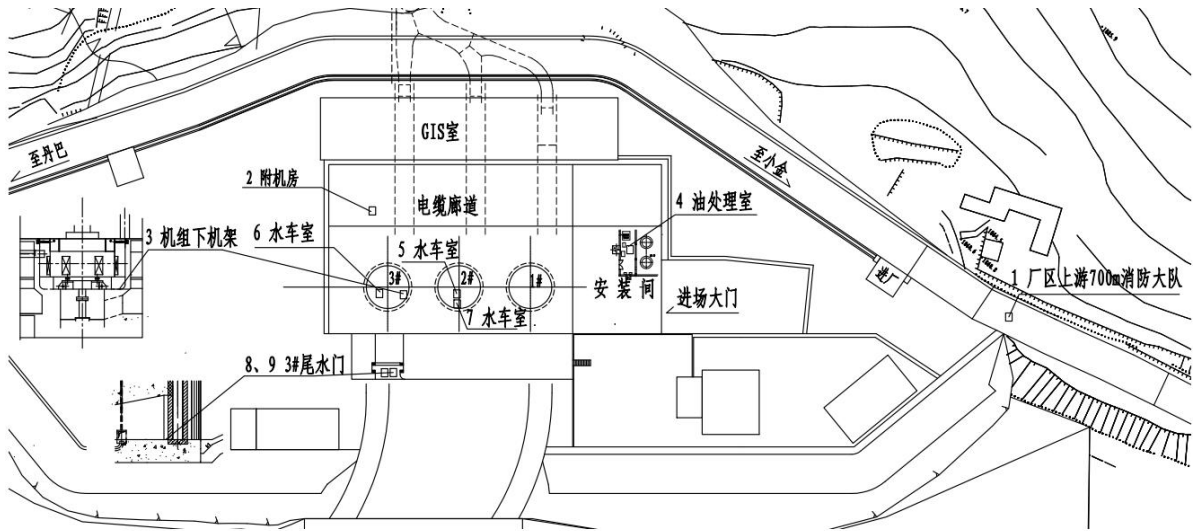 GIS室
至丹巴
至小金
2 附机房
电缆廊道
4 油处理室
3 机组下机架
6 水车室
5 水车室
3#
2#
1#
安装间
进厂
1 厂区上游700m消防大队
进场大门
7 水车室
8、9 3#尾水门